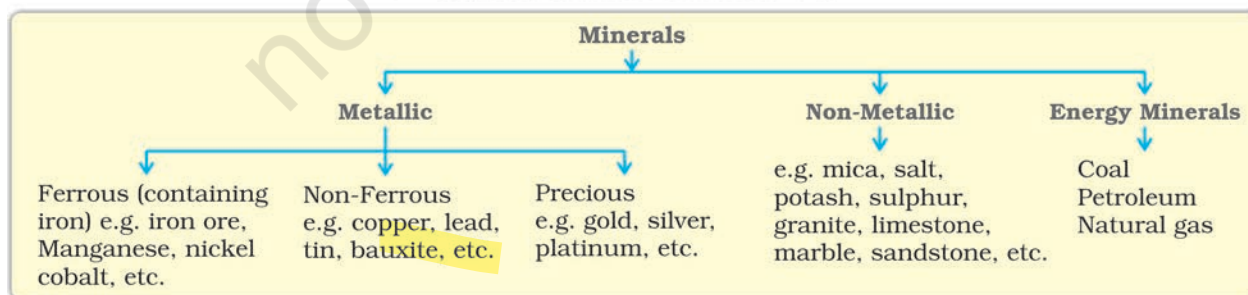 Minerals
Metallic
Non-Metallic
Energy Minerals
Ferrous (containing
iron) e.g. iron ore,
Manganese, nickel
cobalt, etc.
Non-Ferrous
e.g. copper, lead,
tin, bauxite, etc.
Precious
e.g. gold, silver,
platinum, etc.
e.g. mica, salt,
potash, sulphur,
granite, limestone,
marble, sandstone, etc.
Coal
Petroleum
Natural gas
no